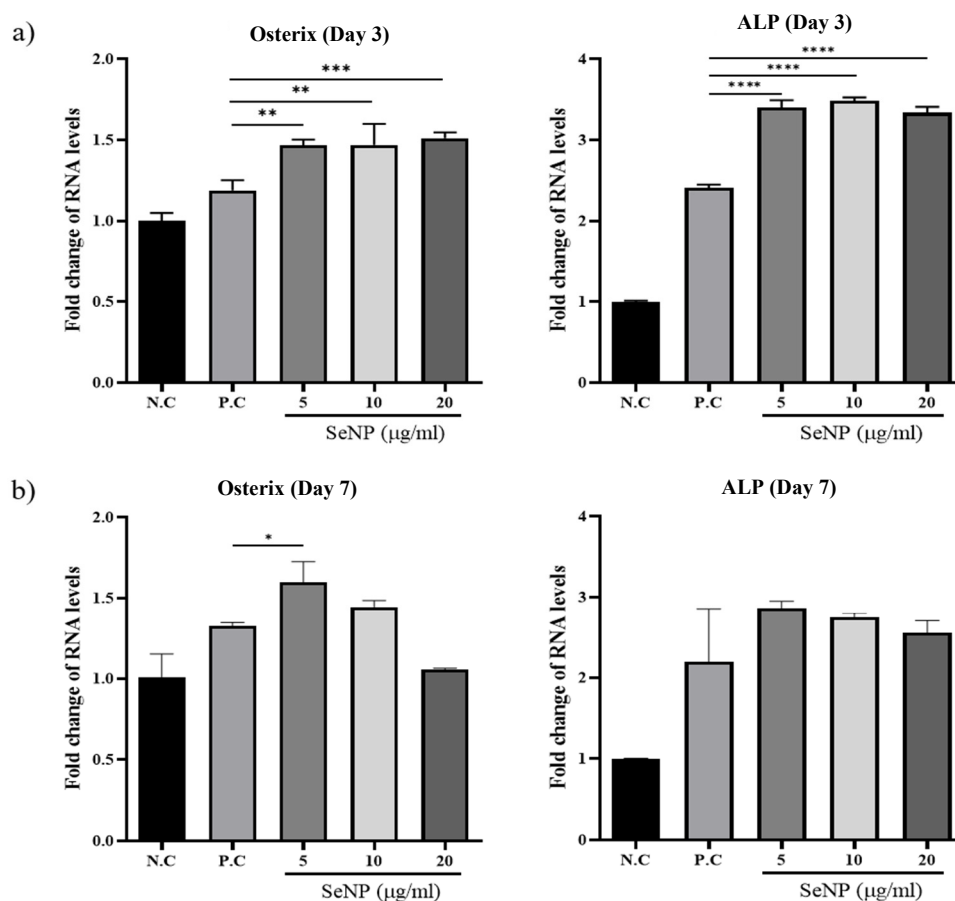 a)
Osterix (Day 3)
Fold change of RNA levels
2.0
1.5
1.0
0.5
0.0
***
**
**
N.C
P.C
5
10
20
SeNP (μg/ml)
ALP (Day 3)
Fold change of RNA levels
4
3
2
1
0
****
****
****
N.C
P.C
5
10
20
SeNP (μg/ml)
b)
Osterix (Day 7)
Fold change of RNA levels
2.0
1.5
1.0
0.5
0.0
*
N.C
P.C
5
10
20
SeNP (μg/ml)
ALP (Day 7)
Fold change of RNA levels
4
3
2
1
0
N.C
P.C
5
10
20
SeNP (μg/ml)